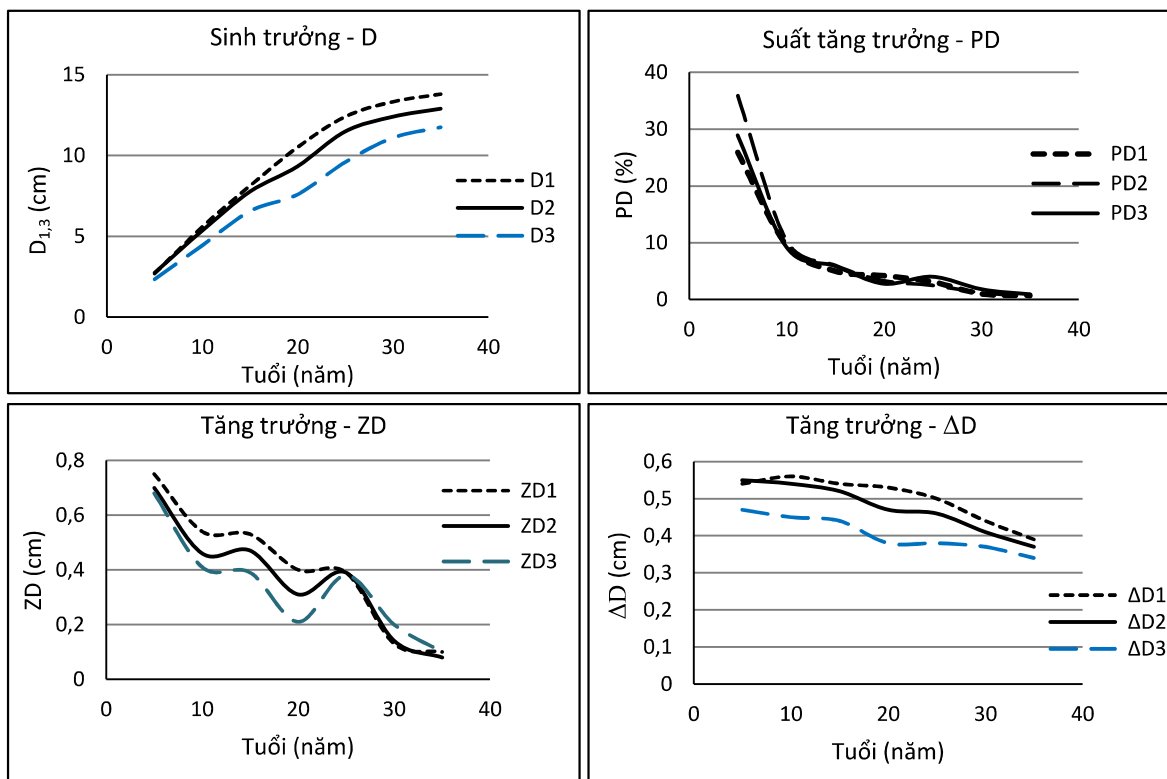 Sinh trưởng - D
15
10
5
0
0 10 20 30 40
D1,3 (cm)
Tuổi (năm)
D1
D2
D3
Suất tăng trưởng - PD
40
30
20
10
0
0 10 20 30 40
PD (%)
Tuổi (năm)
PD1
PD2
PD3
Tăng trưởng - ZD
0,8
0,6
0,4
0,2
0
0 10 20 30 40
ZD (cm)
Tuổi (năm)
ZD1
ZD2
ZD3
Tăng trưởng - ΔD
0,6
0,5
0,4
0,3
0,2
0,1
0
0 10 20 30 40
ΔD (cm)
Tuổi (năm)
ΔD1
ΔD2
ΔD3